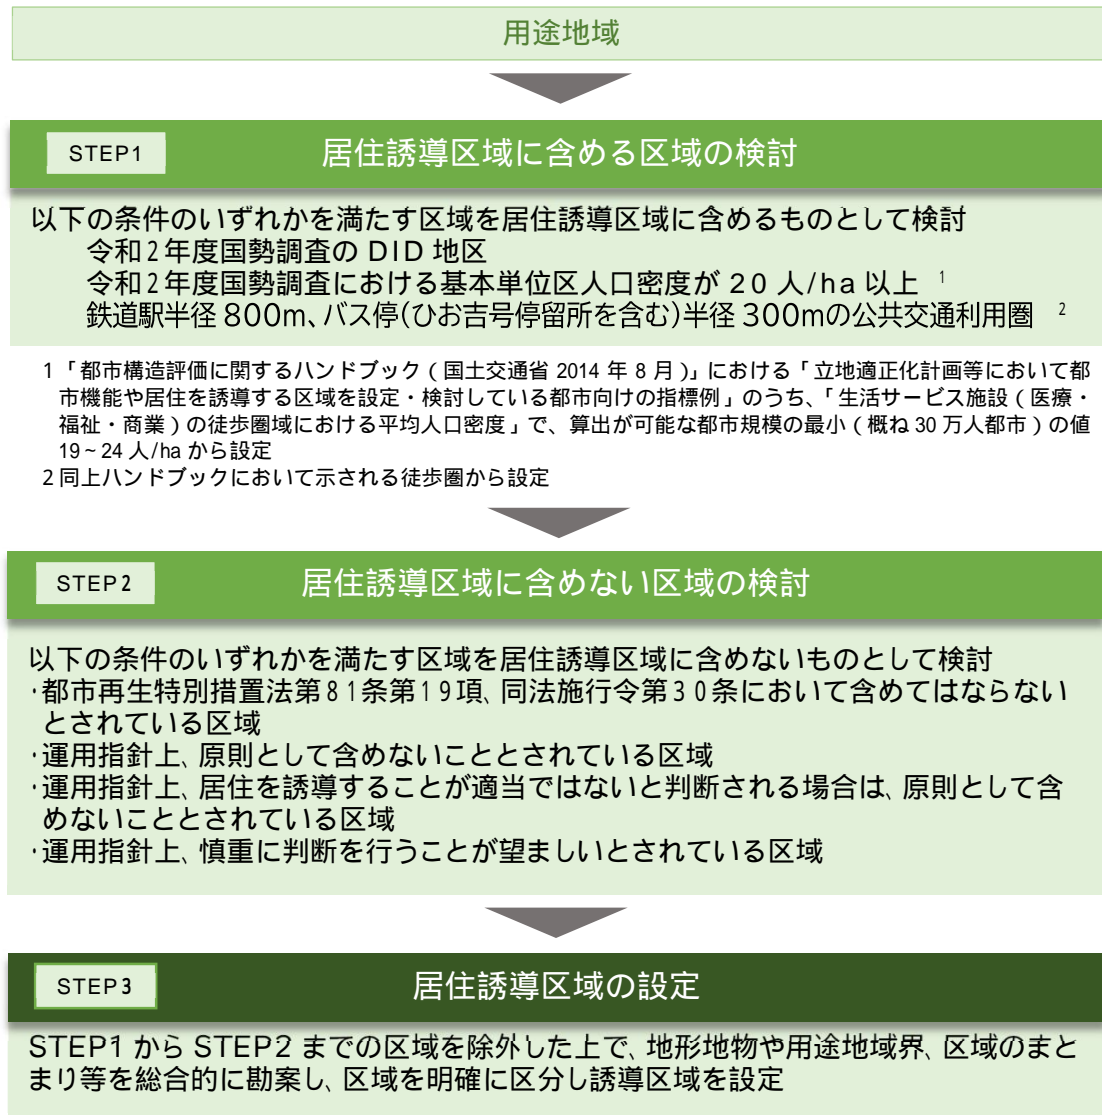 用途地域
STEP1
居住誘導区域に含める区域の検討
以下の条件のいずれかを満たす区域を居住誘導区域に含めるものとして検討
令和2年度国勢調査の DID 地区
令和2年度国勢調査における基本単位区人口密度が 20 人/ha 以上 1
鉄道駅半径 800m、バス停(ひお吉号停留所を含む)半径 300mの公共交通利用圏 2
1「都市構造評価に関するハンドブック(国土交通省 2014 年 8 月)」における「立地適正化計画等において都
市機能や居住を誘導する区域を設定・検討している都市向けの指標例」のうち、「生活サービス施設(医療・
福祉・商業)の徒歩圏域における平均人口密度」で、算出が可能な都市規模の最小(概ね 30 万人都市)の値
19~24 人/ha から設定
2 同上ハンドブックにおいて示される徒歩圏から設定
STEP2
居住誘導区域に含めない区域の検討
以下の条件のいずれかを満たす区域を居住誘導区域に含めないものとして検討
・都市再生特別措置法第81条第19項、同法施行令第30条において含めてはならない
とされている区域
・運用指針上、原則として含めないこととされている区域
・運用指針上、居住を誘導することが適当ではないと判断される場合は、原則として含
めないこととされている区域
・運用指針上、慎重に判断を行うことが望ましいとされている区域
STEP3
居住誘導区域の設定
STEP1 から STEP2 までの区域を除外した上で、地形地物や用途地域界、区域のまと
まり等を総合的に勘案し、区域を明確に区分し誘導区域を設定